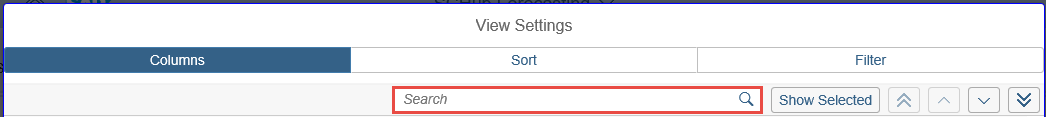 View Settings
Columns Sort Filter
Search Show Selected